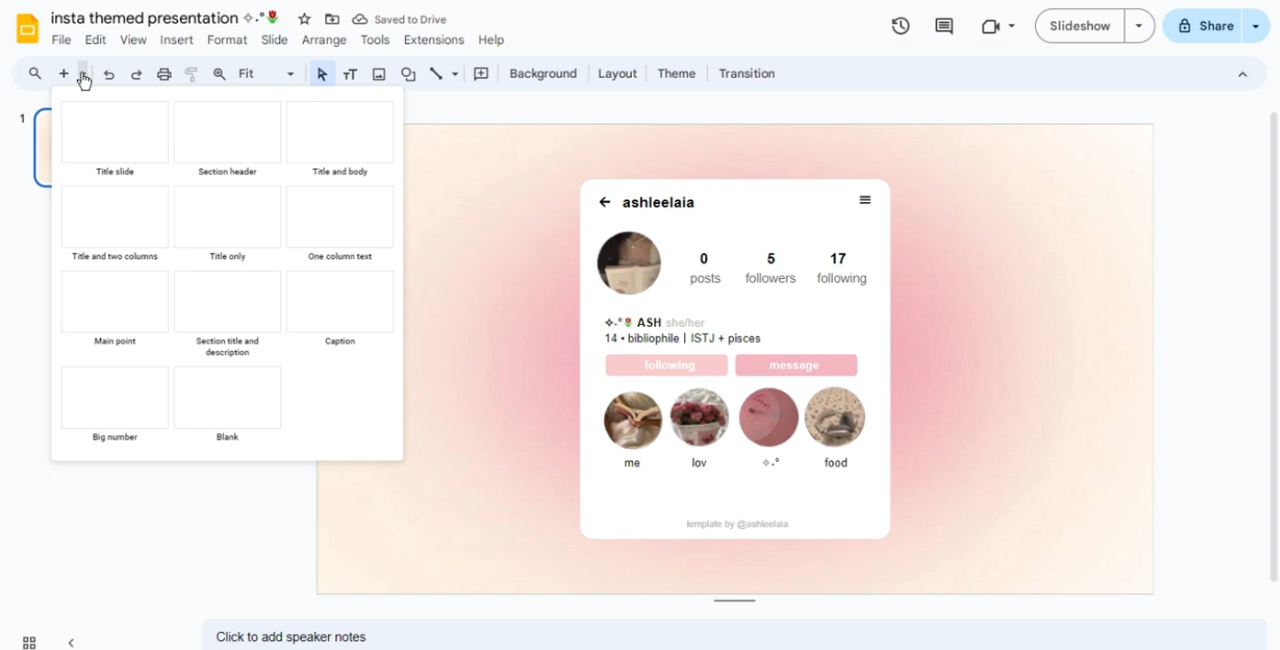 insta themed presentation ✧˖°🌷
Saved to Drive
File Edit View Insert Format Slide Arrange Tools Extensions Help
Slideshow
Share
Fit
Background
Layout
Theme
Transition
1
Title slide
Section header
Title and body
Title and two columns
Title only
One column text
Main point
Section title and
description
Caption
Big number
Blank
ashleelaia
0
posts
5
followers
17
following
✧˖°🌷 ASH she/her
14 • bibliophile | ISTJ + pisces
following
message
me
lov
✧˖°
food
template by @ashleelaia
Click to add speaker notes